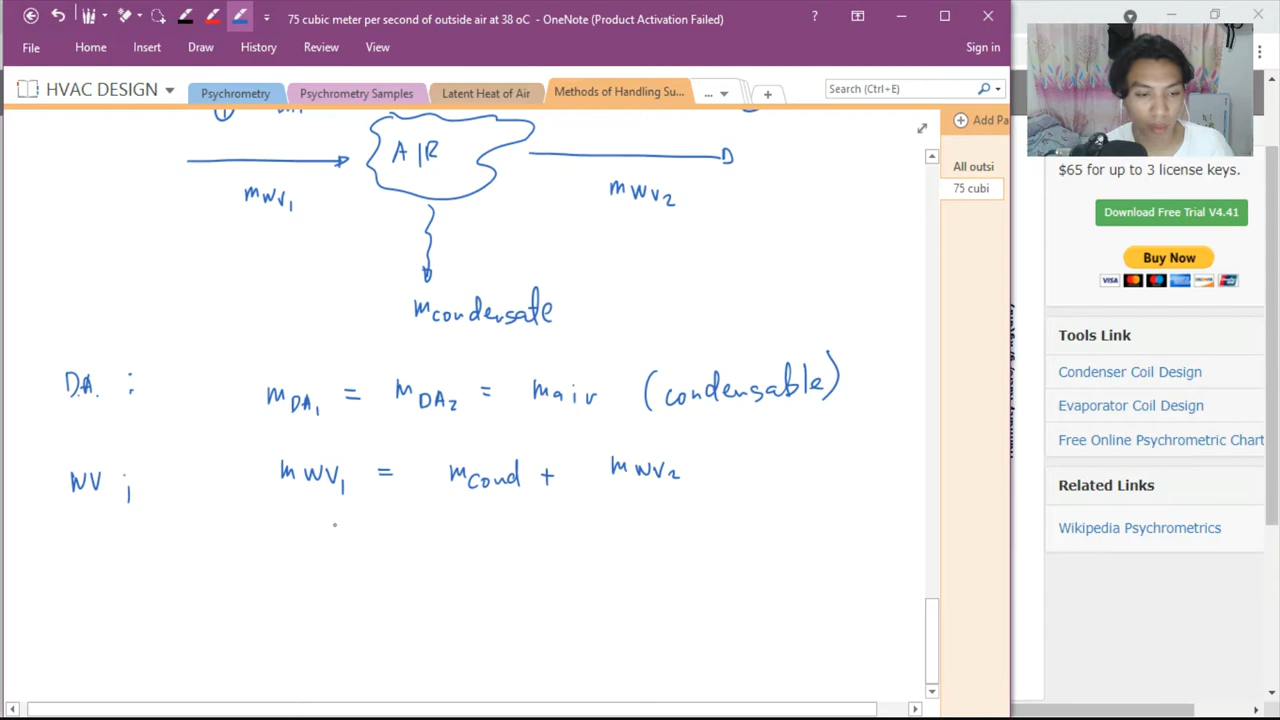 75 cubic meter per second of outside air at 38 oC - OneNote (Product Activation Failed)
File Home Insert Draw History Review View Sign in
HVAC DESIGN Psychrometry Psychrometry Samples Latent Heat of Air Methods of Handling Su... ... Search (Ctrl+E)
AIR
mWV1
mWV2
mcondensate
D.A. : mDA1 = mDA2 = mair (condensable)
WV ; mWV1 = mcond + mWV2
Add Pa
All outsi
75 cubi
$65 for up to 3 license keys.
Download Free Trial V4.41
Buy Now
VISA
Tools Link
Condenser Coil Design
Evaporator Coil Design
Free Online Psychrometric Chart
Related Links
Wikipedia Psychrometrics